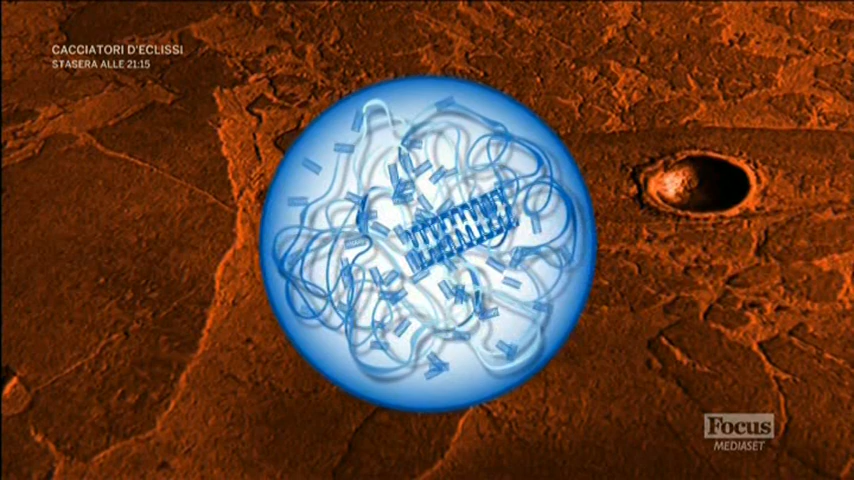 CACCIATORI D'ECLISSI
STASERA ALLE 21:15
Focus
MEDIASET